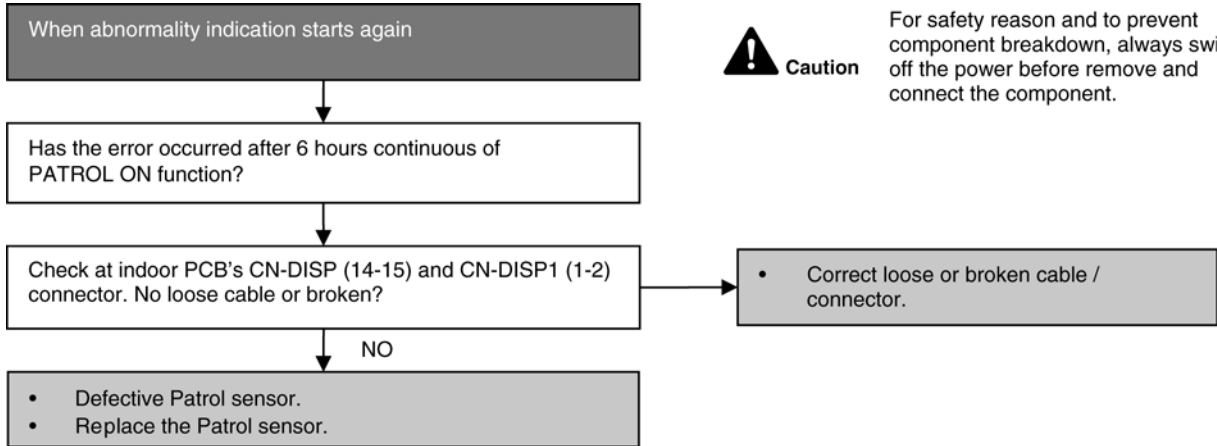 When abnormality indication starts again
For safety reason and to prevent
Caution
component breakdown, always swi
off the power before remove and
connect the component.
Has the error occurred after 6 hours continuous of
PATROL ON function?
Check at indoor PCB's CN-DISP (14-15) and CN-DISP1 (1-2)
connector. No loose cable or broken?
• Correct loose or broken cable /
connector.
NO
• Defective Patrol sensor.
• Replace the Patrol sensor.